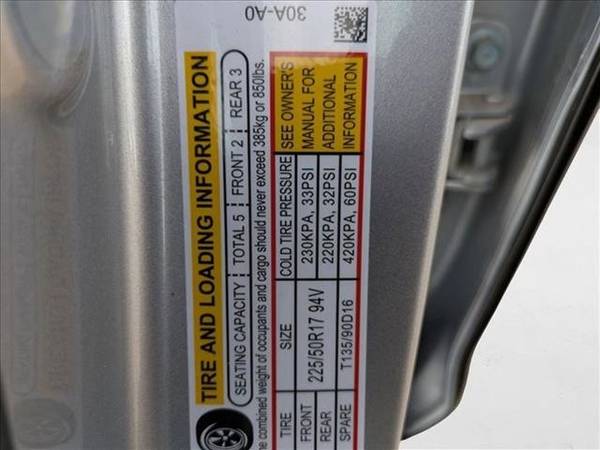 30A-A0
TIRE AND LOADING INFORMATION
SEATING CAPACITY TOTAL 5 FRONT 2 REAR 3
e combined weight of occupants and cargo should never exceed 385kg or 850lbs.
TIRE SIZE COLD TIRE PRESSURE SEE OWNER'S
FRONT 225/50R17 94V 230KPA, 33PSI MANUAL FOR
REAR 220KPA, 32PSI ADDITIONAL
SPARE T135/90D16 420KPA, 60PSI INFORMATION